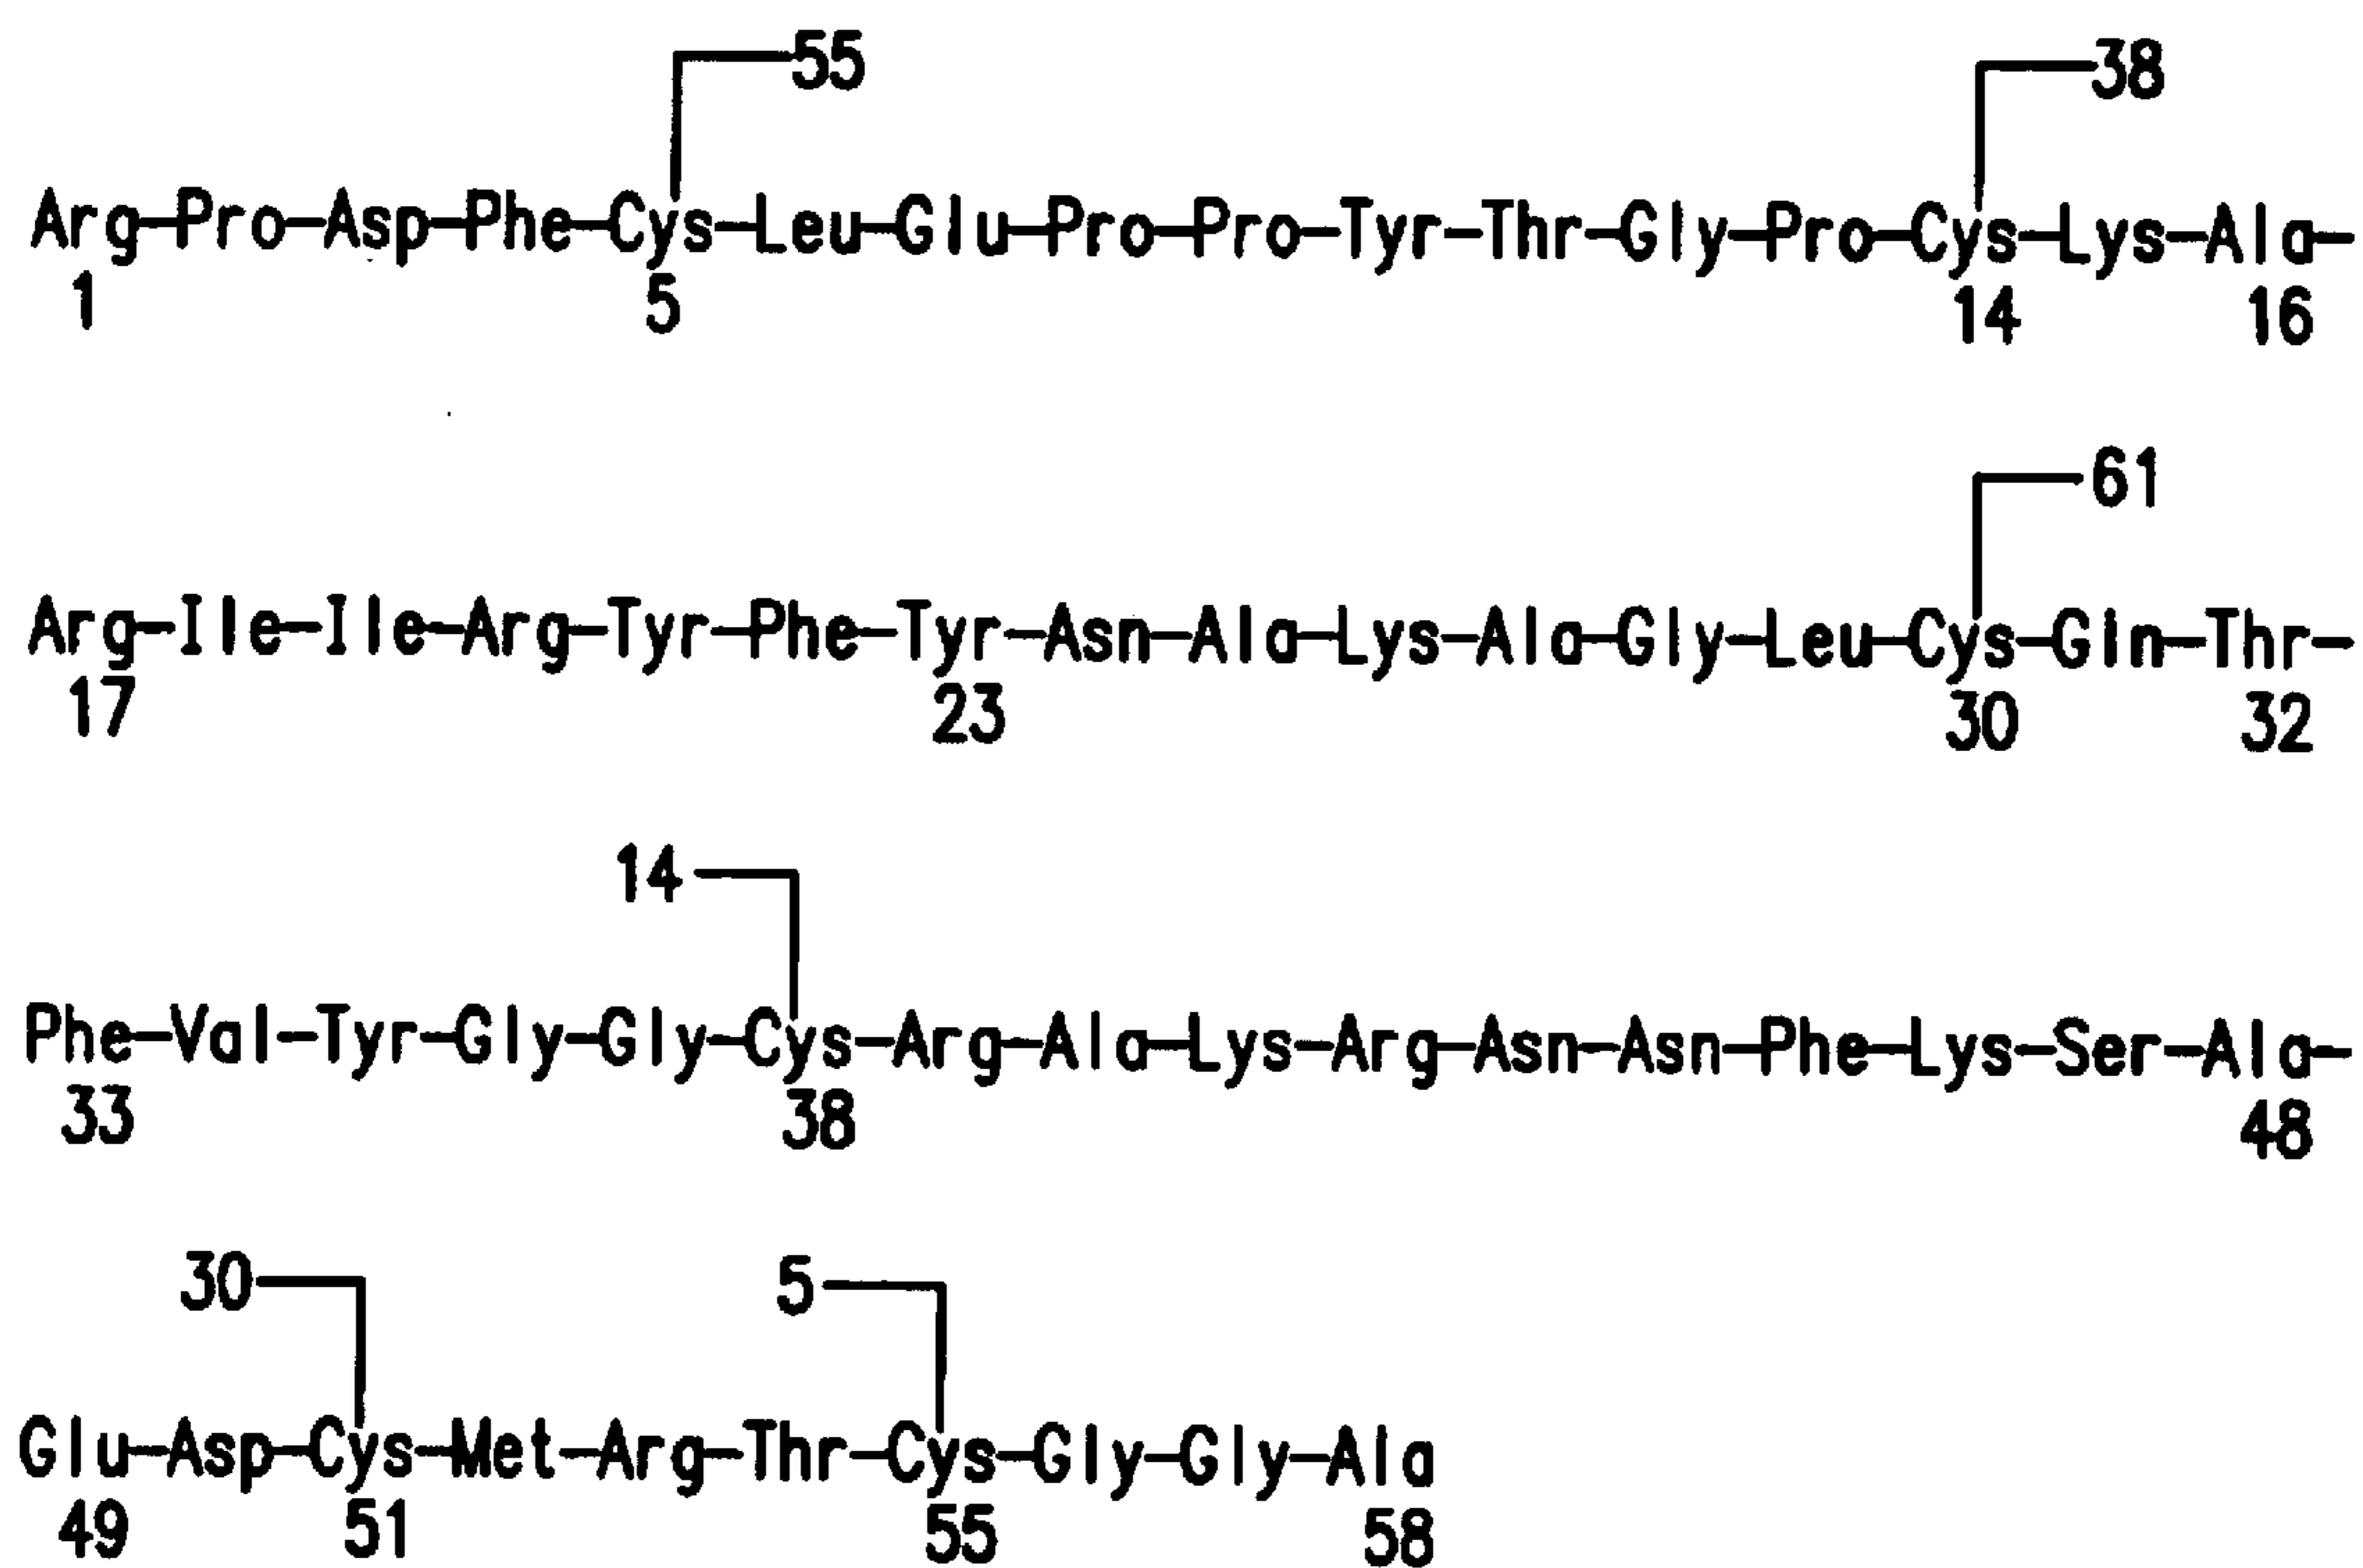 55 38
Arg-Pro-Asp-Phe-Cys-Leu-Glu-Pro-Pro-Tyr-Thr-Gly-Pro-Cys-Lys-Ala-
1 5 14 16
61
Arg-Ile-Ile-Arg-Tyr-Phe-Tyr-Asn-Ala-Lys-Ala-Gly-Leu-Cys-Gln-Thr-
17 23 30 32
14
Phe-Val-Tyr-Gly-Gly-Cys-Arg-Ala-Lys-Arg-Asn-Asn-Phe-Lys-Ser-Ala-
33 38 48
30 5
Glu-Asp-Cys-Met-Arg-Thr-Cys-Gly-Gly-Ala
49 51 55 58